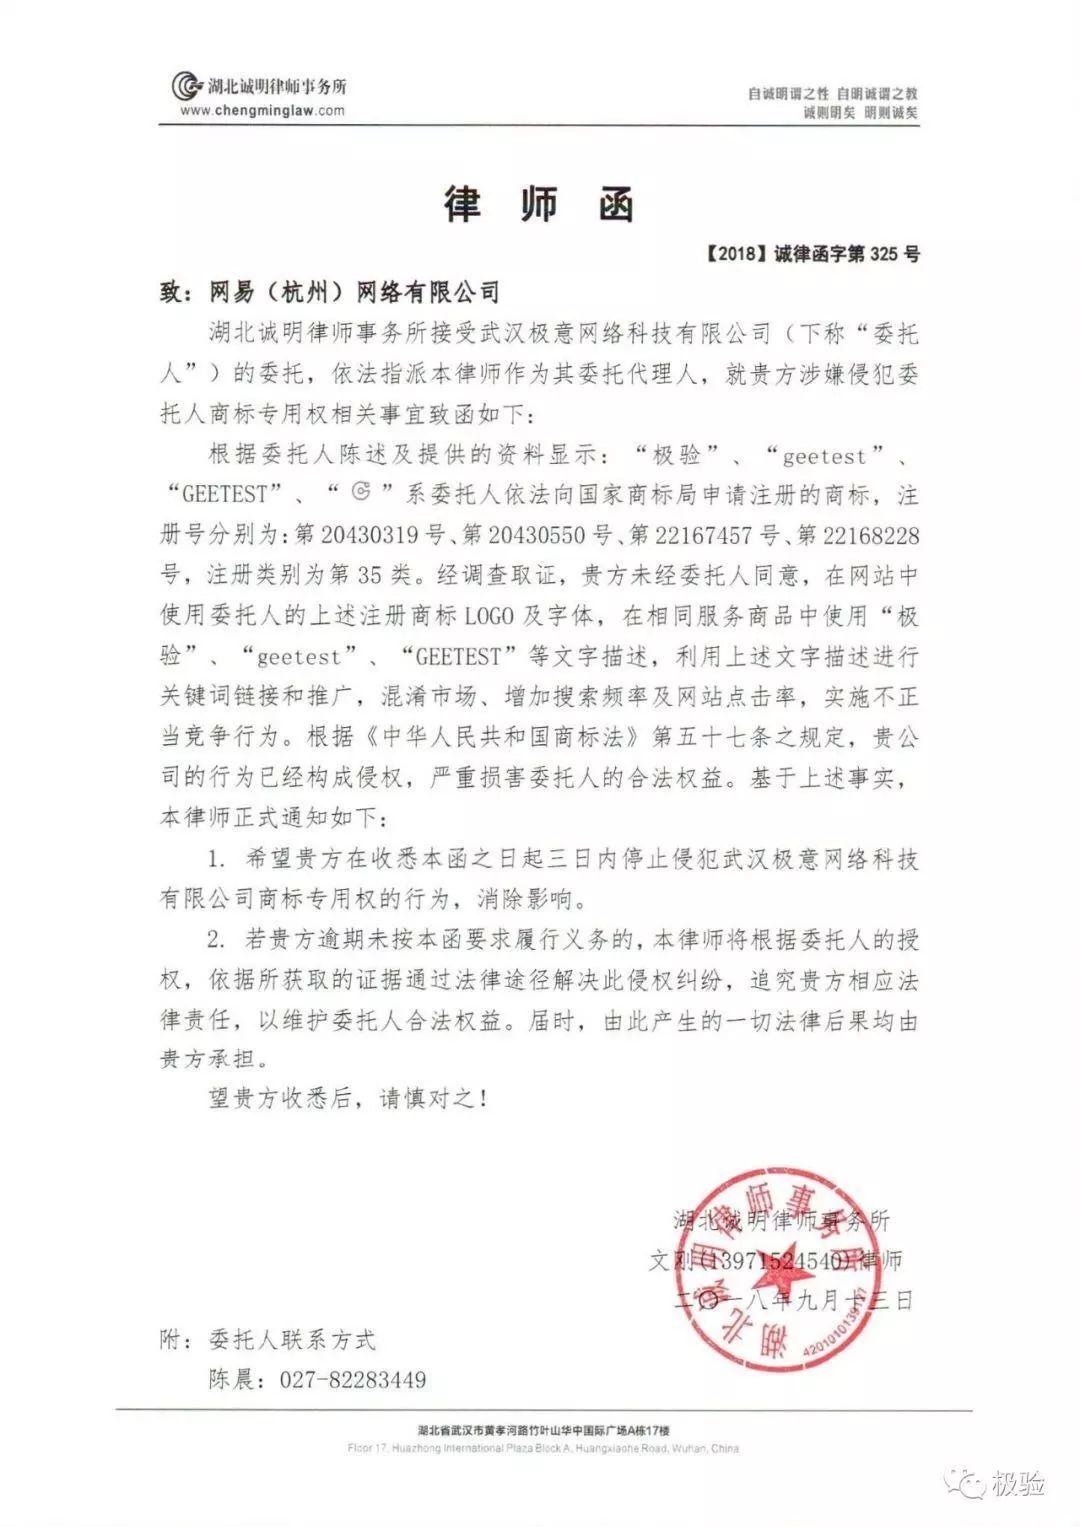 湖北诚明律师事务所
www.chengminglaw.com
自诚明谓之性 自明诚谓之教
诚则明矣 明则诚矣
律 师 函
【2018】诚律函字第 325 号
致：网易（杭州）网络有限公司
湖北诚明律师事务所接受武汉极意网络科技有限公司（下称“委托
人”）的委托，依法指派本律师作为其委托代理人，就贵方涉嫌侵犯委
托人商标专用权相关事宜致函如下：
根据委托人陈述及提供的资料显示：“极验”、“geetest”、
“GEETEST”、“ ”系委托人依法向国家商标局申请注册的商标，注
册号分别为：第 20430319 号、第 20430550 号、第 22167457 号、第 22168228
号，注册类别为第 35 类。经调查取证，贵方未经委托人同意，在网站中
使用委托人的上述注册商标 LOGO 及字体，在相同服务商品中使用“极
验”、“geetest”、“GEETEST”等文字描述，利用上述文字描述进行
关键词链接和推广，混淆市场、增加搜索频率及网站点击率，实施不正
当竞争行为。根据《中华人民共和国商标法》第五十七条之规定，贵公
司的行为已经构成侵权，严重损害委托人的合法权益。基于上述事实，
本律师正式通知如下：
1. 希望贵方在收悉本函之日起三日内停止侵犯武汉极意网络科技
有限公司商标专用权的行为，消除影响。
2. 若贵方逾期未按本函要求履行义务的，本律师将根据委托人的授
权，依据所获取的证据通过法律途径解决此侵权纠纷，追究贵方相应法
律责任，以维护委托人合法权益。届时，由此产生的一切法律后果均由
贵方承担。
望贵方收悉后，请慎对之！
湖北诚明律师事务所
文刚(13971524540)律师
二〇一八年九月十三日
湖北诚明律师事务所
4201010139127
附：委托人联系方式
陈晨：027-82283449
湖北省武汉市黄孝河路竹叶山华中国际广场A栋17楼
Floor 17, Huazhong International Plaza Block A, Huangxiaohe Road, Wuhan, China
极验